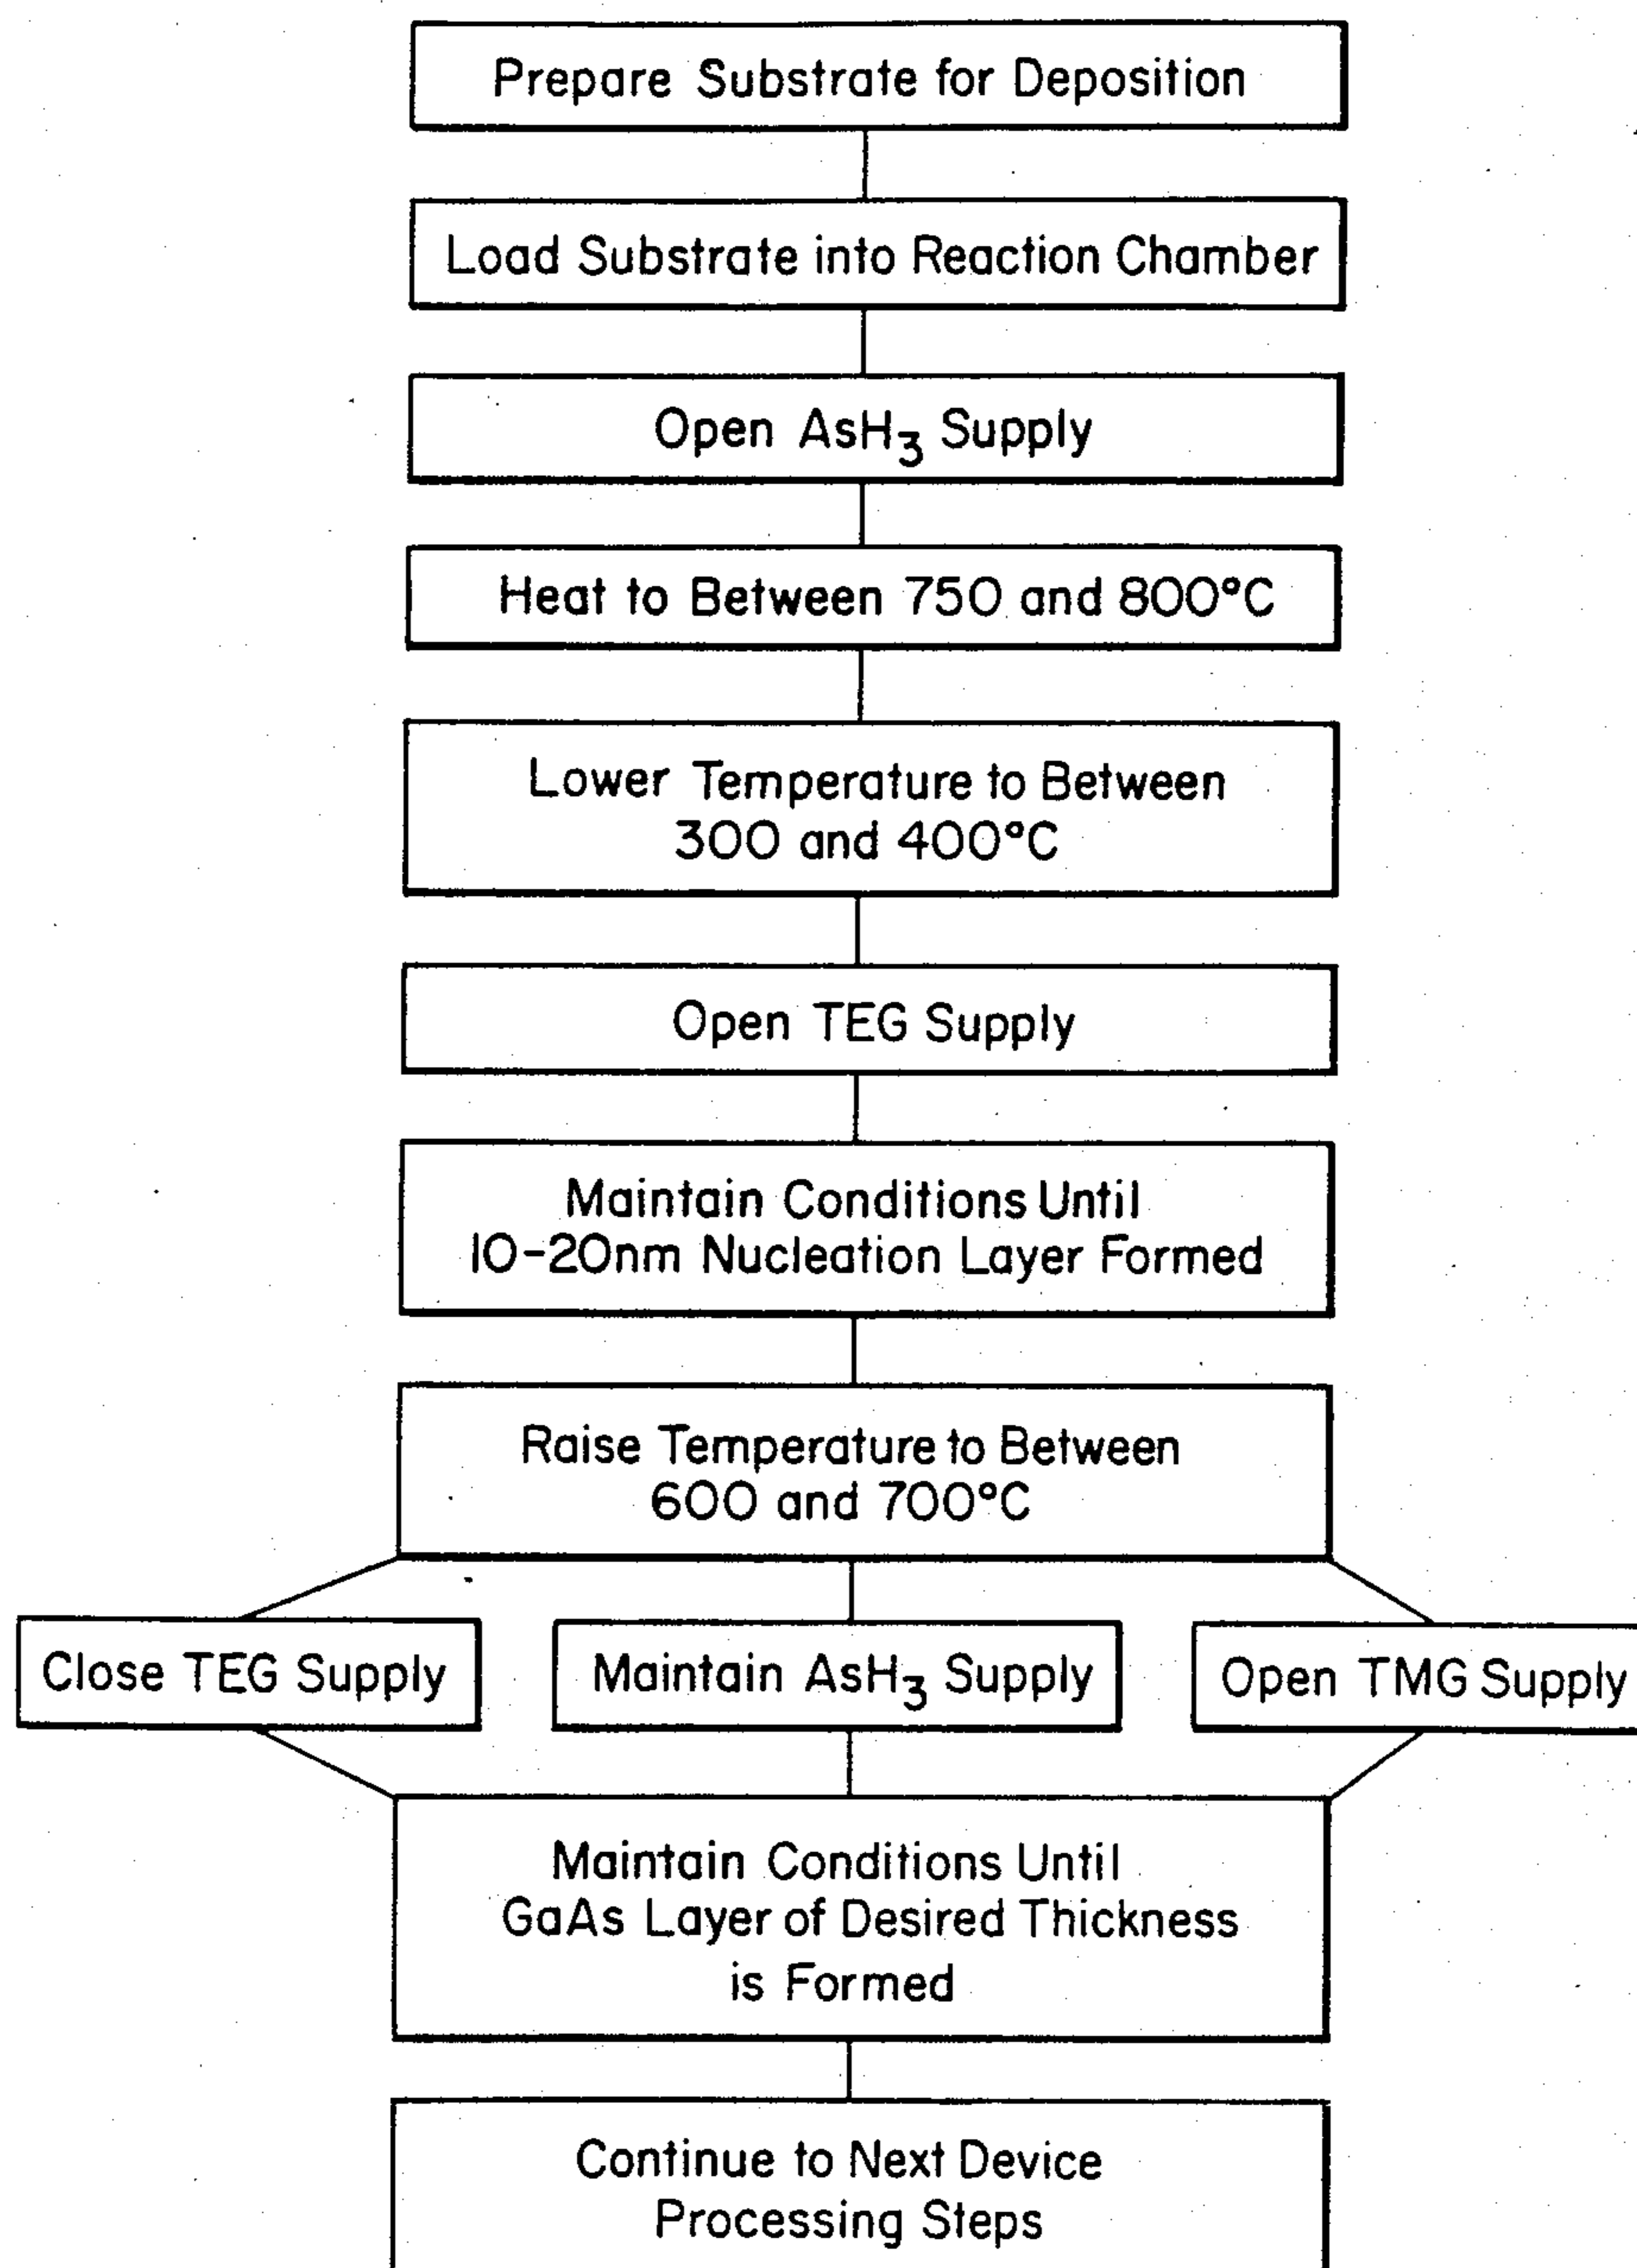 Prepare Substrate for Deposition
Load Substrate into Reaction Chamber
Open AsH₃ Supply
Heat to Between 750 and 800°C
Lower Temperature to Between
300 and 400°C
Open TEG Supply
Maintain Conditions Until
10-20nm Nucleation Layer Formed
Raise Temperature to Between
600 and 700°C
Close TEG Supply
Maintain AsH₃ Supply
Open TMG Supply
Maintain Conditions Until
GaAs Layer of Desired Thickness
is Formed
Continue to Next Device
Processing Steps